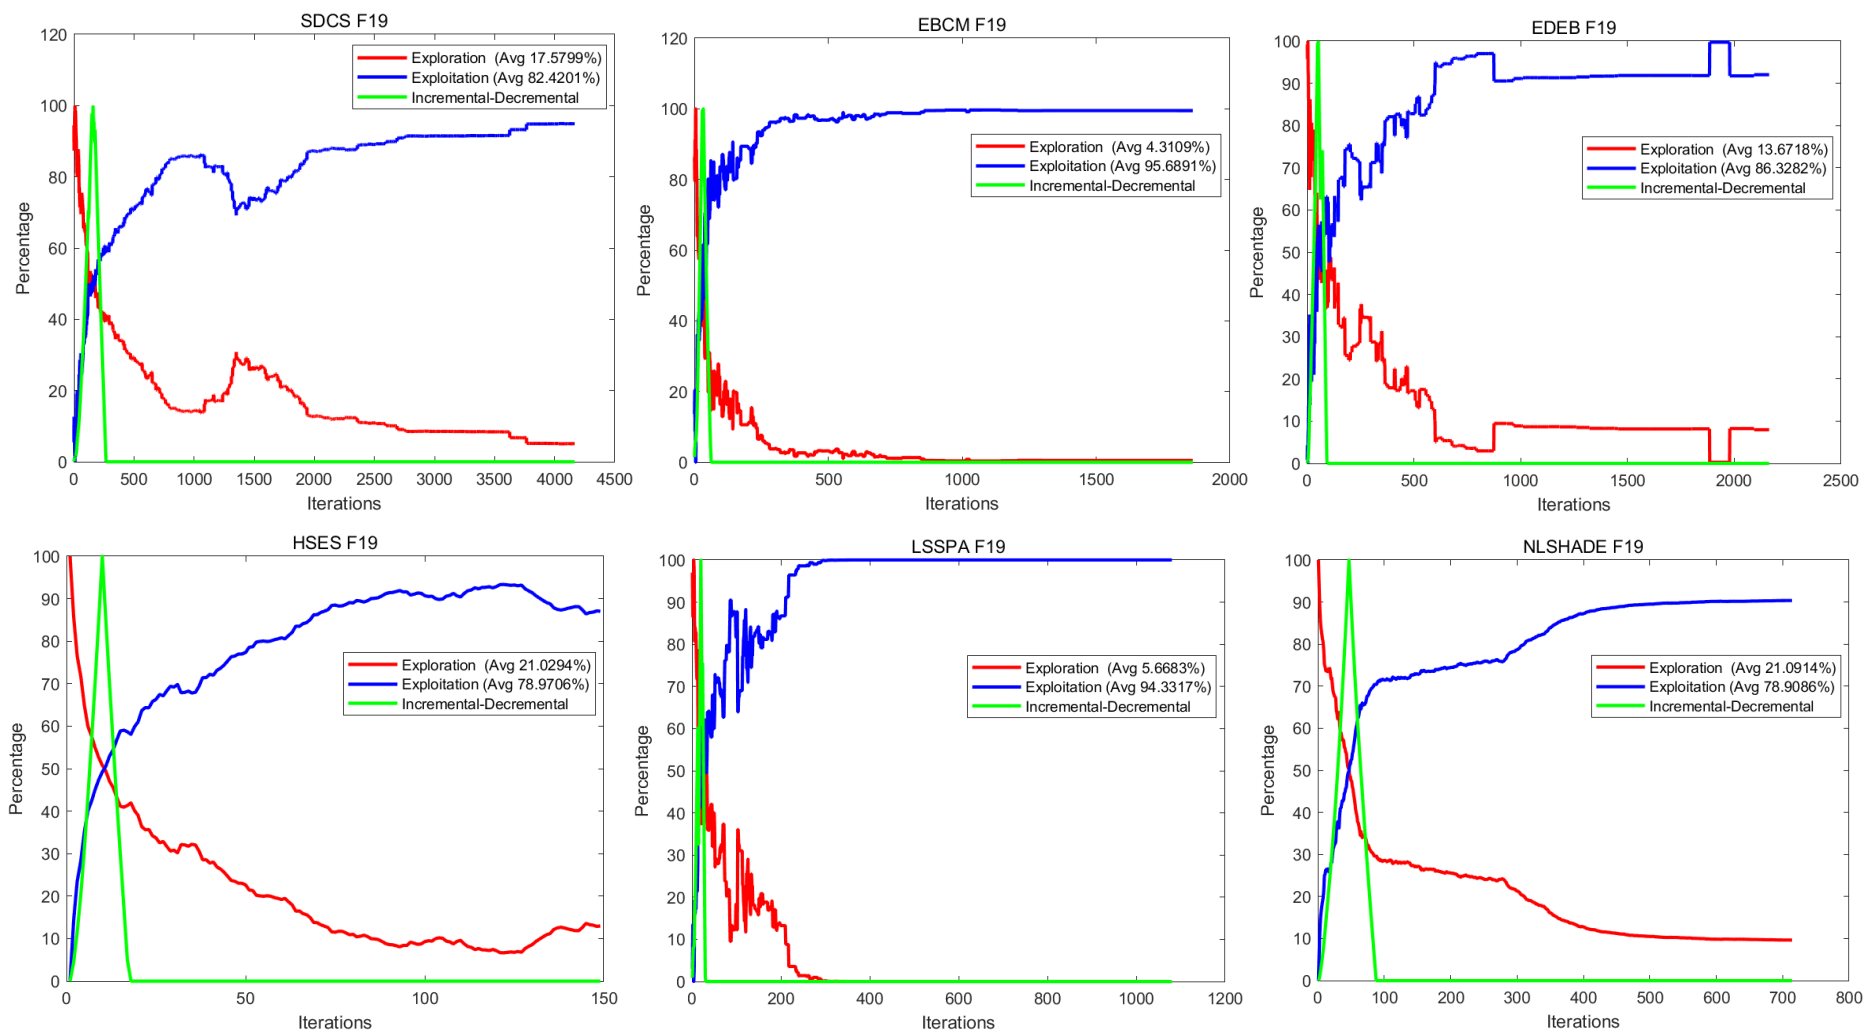 SDCS F19
120
100
80
60
40
20
0
Percentage
Exploration (Avg 17.5799%)
Exploitation (Avg 82.4201%)
Incremental-Decremental
0 500 1000 1500 2000 2500 3000 3500 4000 4500
Iterations
EBCM F19
120
100
80
60
40
20
0
Percentage
Exploration (Avg 4.3109%)
Exploitation (Avg 95.6891%)
Incremental-Decremental
0 500 1000 1500 2000
Iterations
EDEB F19
100
90
80
70
60
50
40
30
20
10
0
Percentage
Exploration (Avg 13.6718%)
Exploitation (Avg 86.3282%)
Incremental-Decremental
0 500 1000 1500 2000 2500
Iterations
HSES F19
100
90
80
70
60
50
40
30
20
10
0
Percentage
Exploration (Avg 21.0294%)
Exploitation (Avg 78.9706%)
Incremental-Decremental
0 50 100 150
Iterations
LSSPA F19
100
90
80
70
60
50
40
30
20
10
0
Percentage
Exploration (Avg 5.6683%)
Exploitation (Avg 94.3317%)
Incremental-Decremental
0 200 400 600 800 1000 1200
Iterations
NLSHADE F19
100
90
80
70
60
50
40
30
20
10
0
Percentage
Exploration (Avg 21.0914%)
Exploitation (Avg 78.9086%)
Incremental-Decremental
0 100 200 300 400 500 600 700 800
Iterations